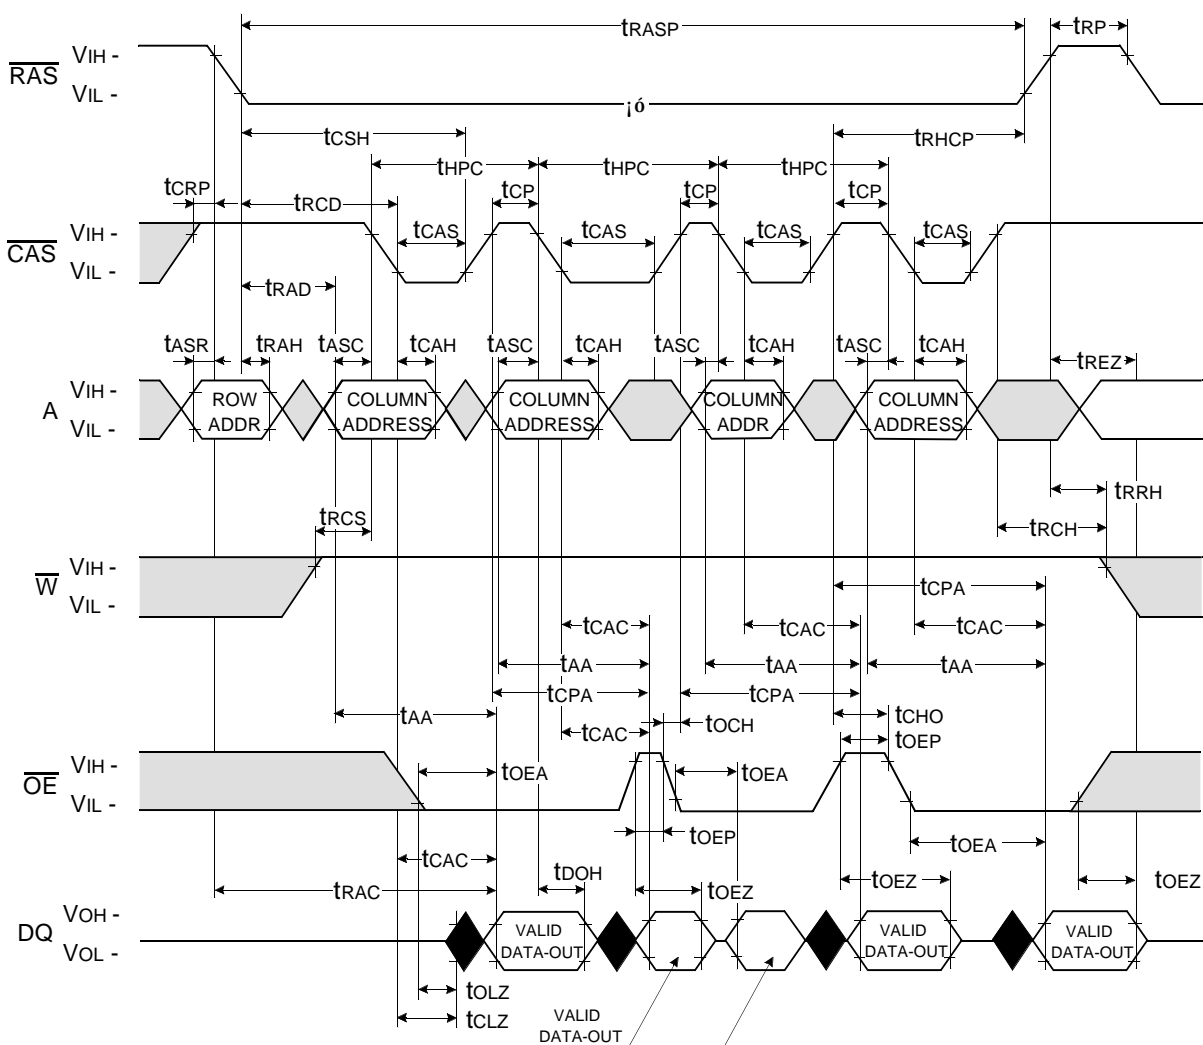 tRASP
tRP
RAS
VIH -
VIL -
¡ó
tCSH
tRHCP
tHPC
tHPC
tHPC
tCRP
tRCD
tCP
tCP
tCP
CAS
VIH -
VIL -
tCAS
tCAS
tCAS
tCAS
tRAD
tASR
tRAH
tASC
tCAH
tASC
tCAH
tASC
tCAH
tASC
tCAH
tREZ
A
VIH -
VIL -
ROW
ADDR
COLUMN
ADDRESS
COLUMN
ADDRESS
COLUMN
ADDR
COLUMN
ADDRESS
tRRH
tRCS
tRCH
W
VIH -
VIL -
tCPA
tCAC
tCAC
tCAC
tAA
tAA
tAA
tCPA
tCPA
tAA
tCAC
tOCH
tCHO
tOEP
OE
VIH -
VIL -
tOEA
tOEA
tOEP
tOEA
tCAC
tRAC
tDOH
tOEZ
tOEZ
tOEZ
DQ
VOH -
VOL -
VALID
DATA-OUT
VALID
DATA-OUT
VALID
DATA-OUT
tOLZ
tCLZ
VALID
DATA-OUT